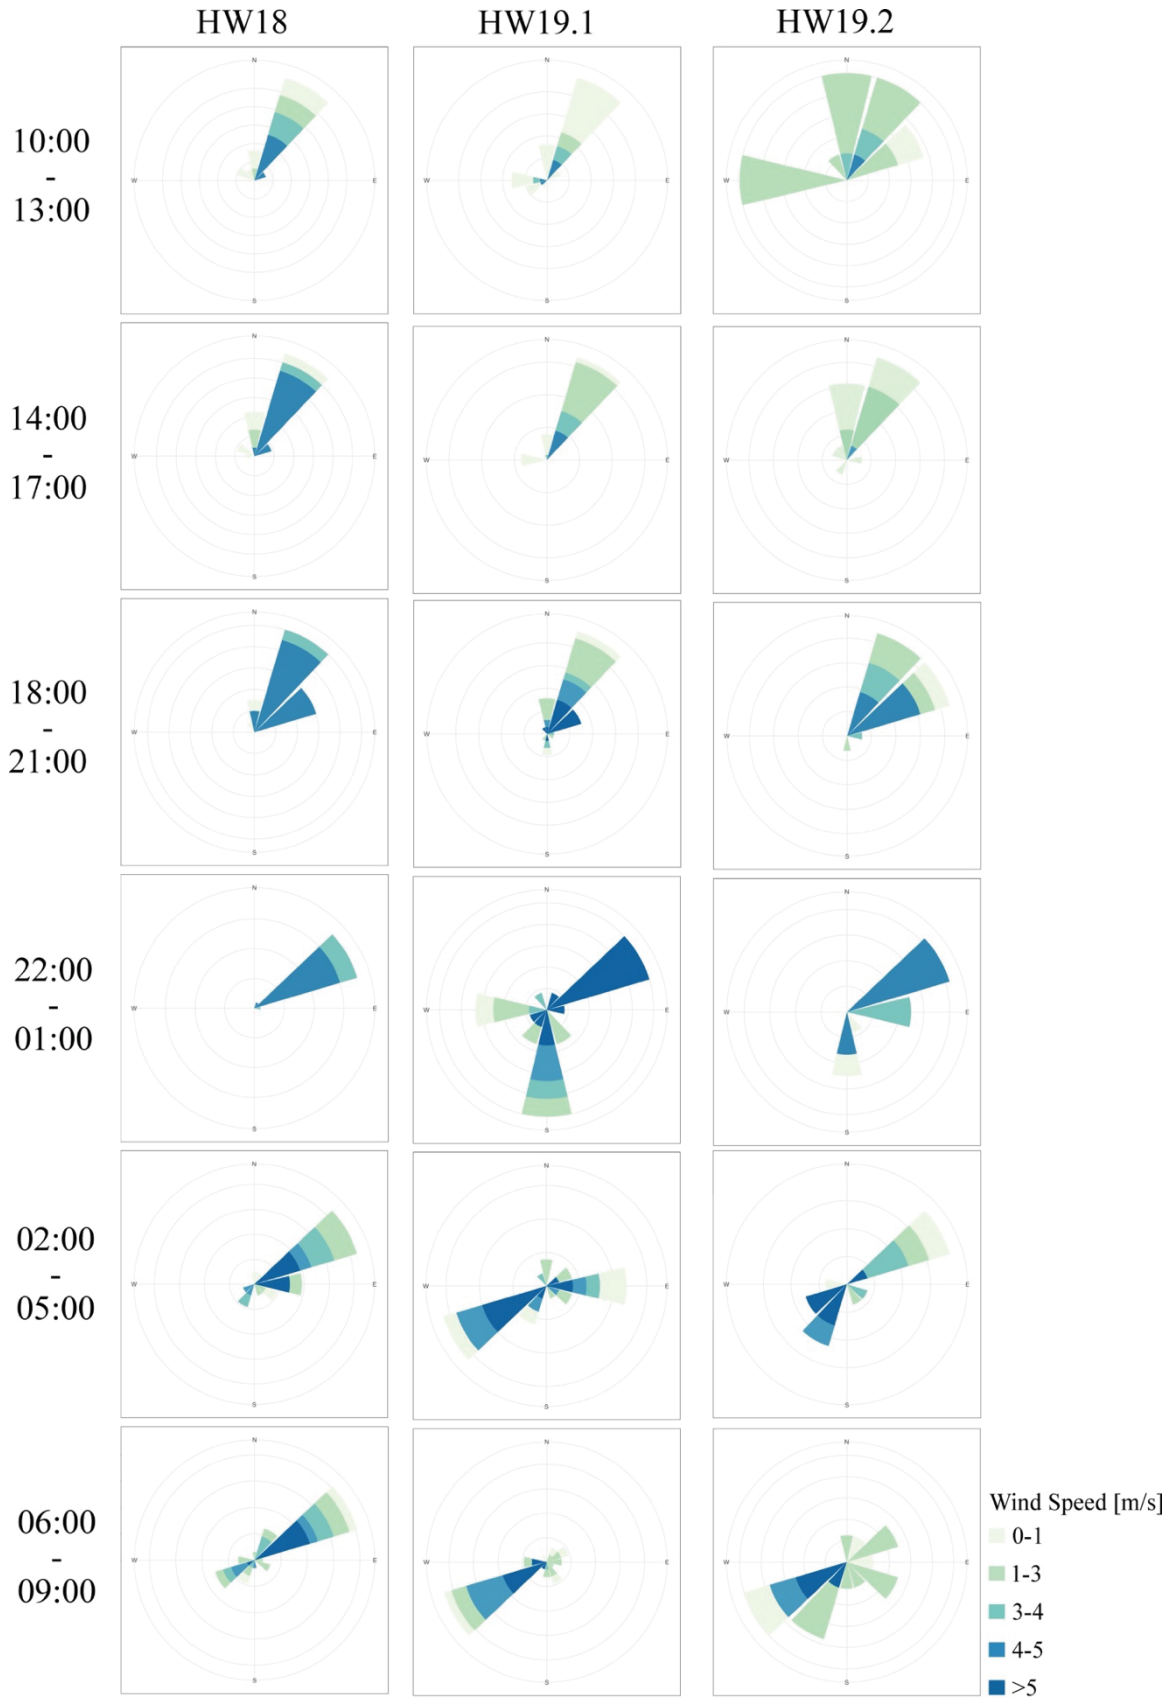 HW18 HW19.1 HW19.2
10:00
-
13:00
N N N
W E W E W E
S S S
14:00
-
17:00
N N N
W E W E W E
S S S
18:00
-
21:00
N N N
W E W E W E
S S S
22:00
-
01:00
N N N
W E W E W E
S S S
02:00
-
05:00
N N N
W E W E W E
S S S
06:00
-
09:00
N N N
W E W E W E
S S S
Wind Speed [m/s]
0-1
1-3
3-4
4-5
>5